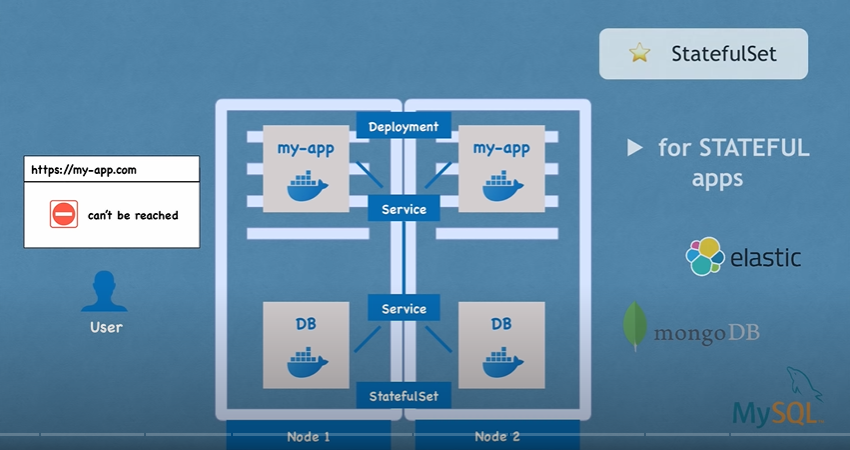 StatefulSet
for STATEFUL
apps
elastic
mongoDB
MySQL
https://my-app.com
can't be reached
User
Deployment
my-app
my-app
Service
Service
DB
DB
StatefulSet
Node 1
Node 2